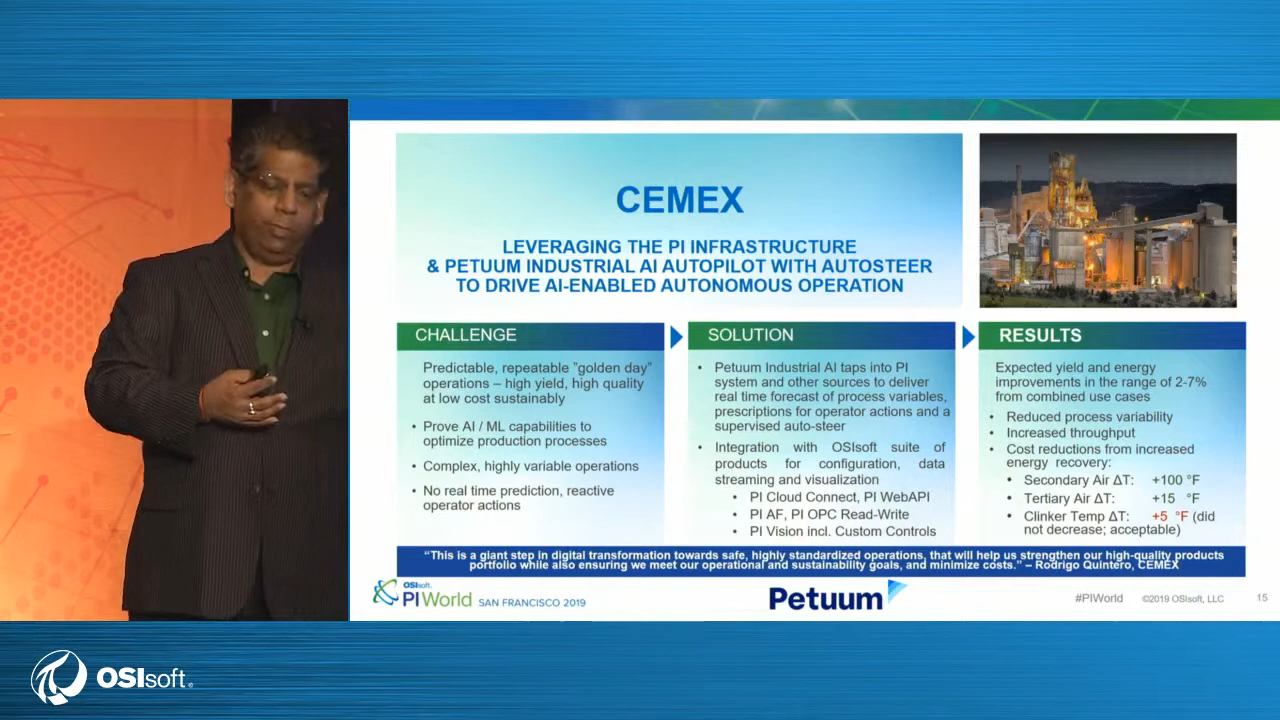 CEMEX
LEVERAGING THE PI INFRASTRUCTURE
& PETUUM INDUSTRIAL AI AUTOPILOT WITH AUTOSTEER
TO DRIVE AI-ENABLED AUTONOMOUS OPERATION
CHALLENGE
Predictable, repeatable "golden day"
operations – high yield, high quality
at low cost sustainably
• Prove AI / ML capabilities to
optimize production processes
• Complex, highly variable operations
• No real time prediction, reactive
operator actions
SOLUTION
• Petuum Industrial AI taps into PI
system and other sources to deliver
real time forecast of process variables,
prescriptions for operator actions and a
supervised auto-steer
• Integration with OSIsoft suite of
products for configuration, data
streaming and visualization
• PI Cloud Connect, PI WebAPI
• PI AF, PI OPC Read-Write
• PI Vision incl. Custom Controls
RESULTS
Expected yield and energy
improvements in the range of 2-7%
from combined use cases
• Reduced process variability
• Increased throughput
• Cost reductions from increased
energy recovery:
• Secondary Air ΔT: +100 °F
• Tertiary Air ΔT: +15 °F
• Clinker Temp ΔT: +5 °F (did
not decrease; acceptable)
“This is a giant step in digital transformation towards safe, highly standardized operations, that will help us strengthen our high-quality products
portfolio while also ensuring we meet our operational and sustainability goals, and minimize costs.” – Rodrigo Quintero, CEMEX
OSIsoft.
PI World SAN FRANCISCO 2019
Petuum
#PIWorld ©2019 OSIsoft, LLC 15
OSIsoft®